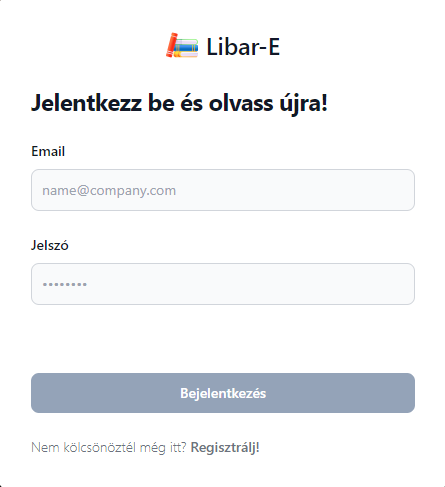 Libar-E
Jelentkezz be és olvass újra!
Email
name@company.com
Jelszó
••••••••
Bejelentkezés
Nem kölcsönöztél még itt? Regisztrálj!